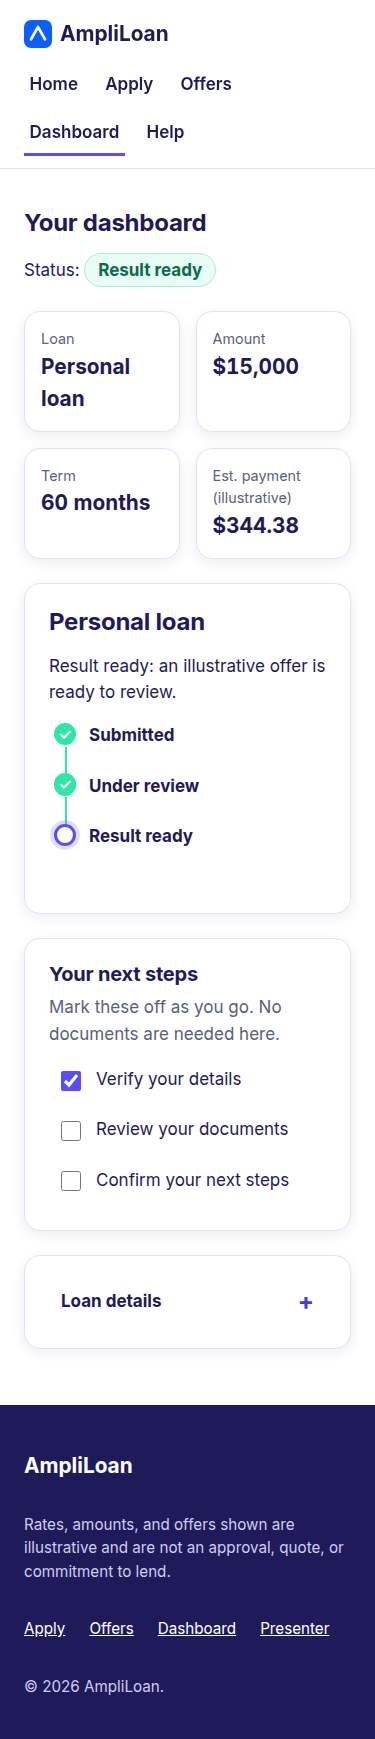 AmpliLoan
Home Apply Offers
Dashboard Help
Your dashboard
Status: Result ready
Loan
Personal
loan
Amount
$15,000
Term
60 months
Est. payment
(illustrative)
$344.38
Personal loan
Result ready: an illustrative offer is
ready to review.
Submitted
Under review
Result ready
Your next steps
Mark these off as you go. No
documents are needed here.
Verify your details
Review your documents
Confirm your next steps
Loan details +
AmpliLoan
Rates, amounts, and offers shown are
illustrative and are not an approval, quote, or
commitment to lend.
Apply Offers Dashboard Presenter
© 2026 AmpliLoan.